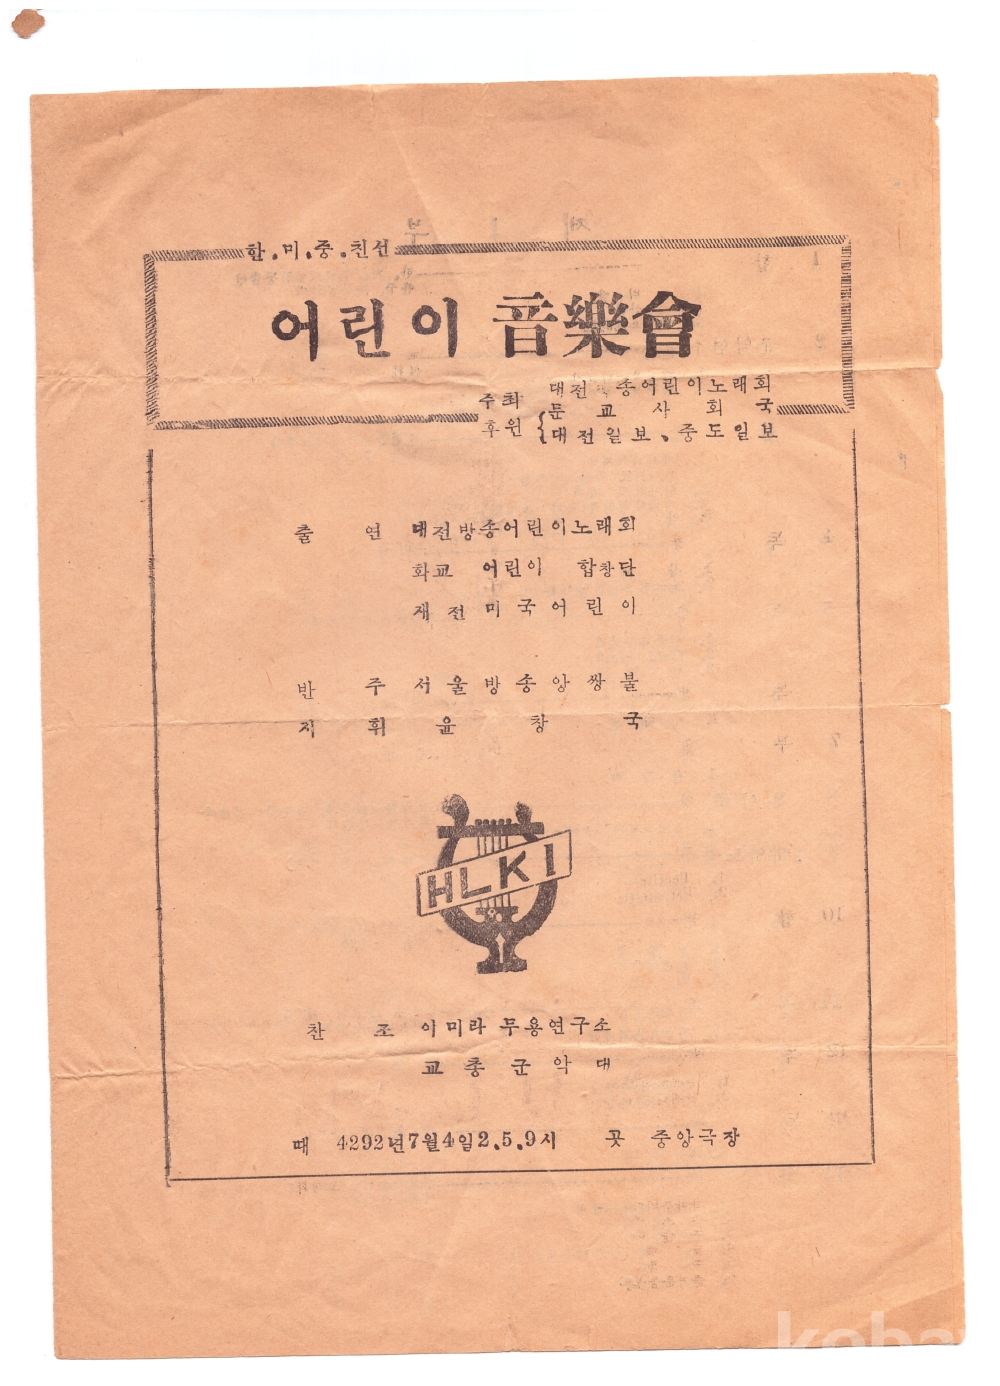 한.미.중.친선
어린이 音樂會
주최 대전 송어린이노래회
후원 문교사회국
대전일보、중도일보
출연 대전방송어린이노래회
화교 어린이 합창단
재전미국어린이
반주 서울방송앙쌍불
지휘 윤창국
HLKI
찬조 이미라 무용연구소
교총군악대
때 4292년7월4일2.5.9시 곳 중앙극장
koba